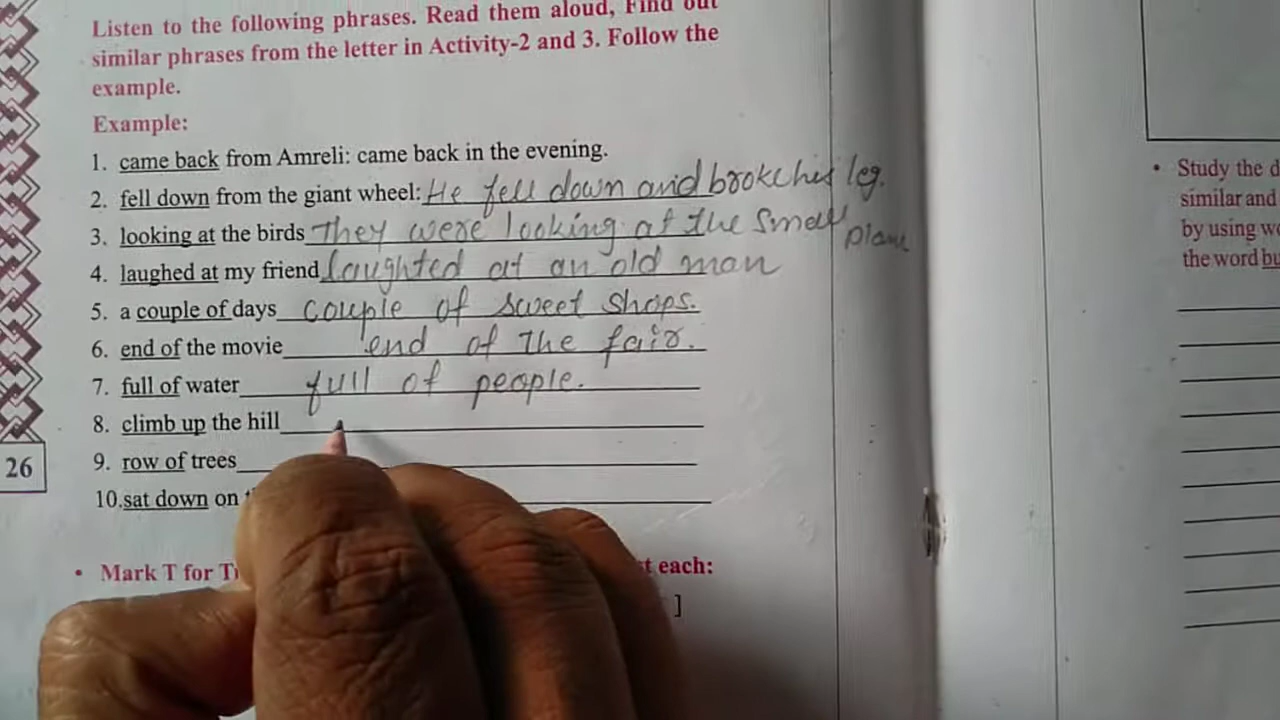 Listen to the following phrases. Read them aloud, Find out
similar phrases from the letter in Activity-2 and 3. Follow the
example.
Example:
1. came back from Amreli: came back in the evening.
2. fell down from the giant wheel: He fell down and brokehis leg.
3. looking at the birds They were looking at the small plane
4. laughed at my friend laughted at an old man
5. a couple of days couple of sweet shops.
6. end of the movie end of the fair.
7. full of water full of people.
8. climb up the hill
9. row of trees
10.sat down on
26
• Mark T for
each:
]
• Study the
similar and
by using
the word